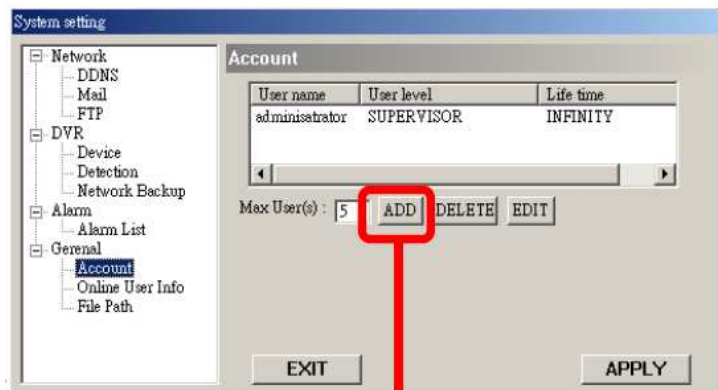 System setting
Network
DDNS
Mail
FTP
DVR
Device
Detection
Network Backup
Alarm
Alarm List
Gerenal
Account
Online User Info
File Path
Account
User name User level Life time
adminisatrator SUPERVISOR INFINITY
Max User(s) : 5 ADD DELETE EDIT
EXIT APPLY